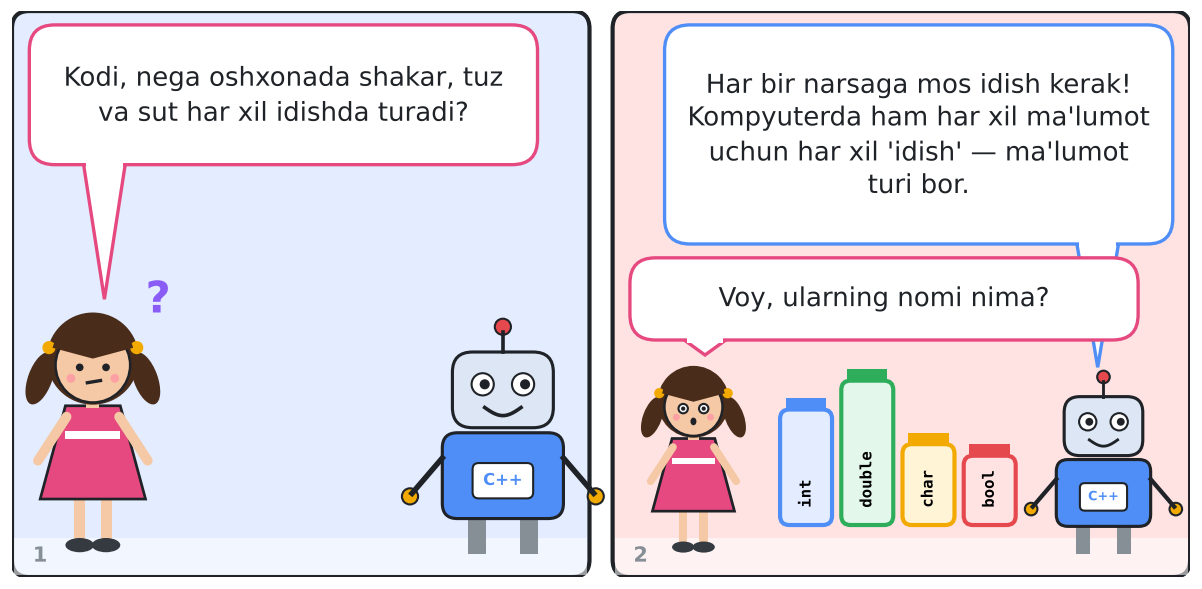 Kodi, nega oshxonada shakar, tuz
va sut har xil idishda turadi?
?
C++
1
Har bir narsaga mos idish kerak!
Kompyuterda ham har xil ma'lumot
uchun har xil 'idish' — ma'lumot
turi bor.
Voy, ularning nomi nima?
int
double
char
bool
C++
2